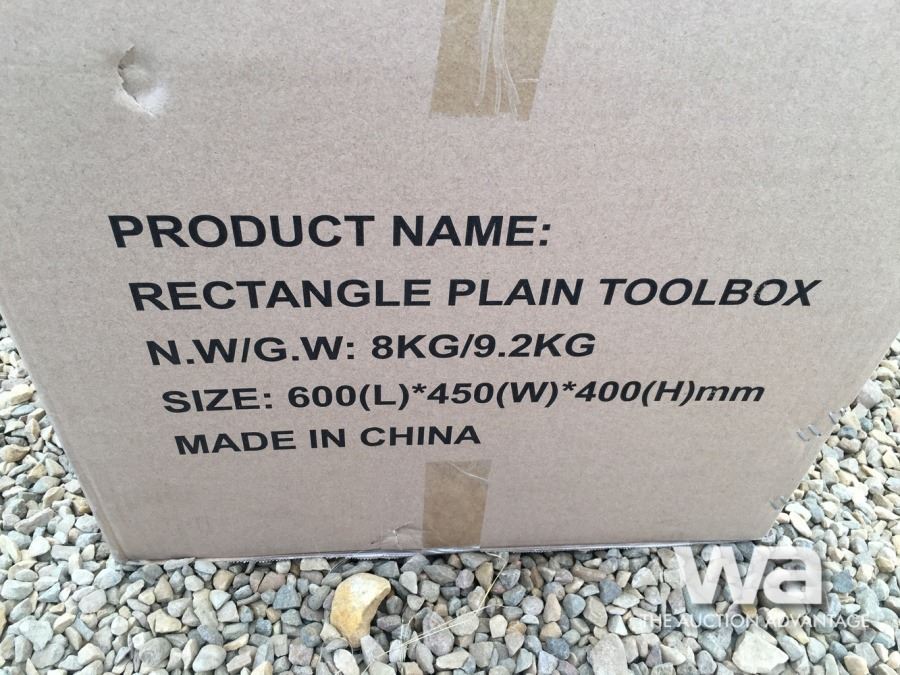 PRODUCT NAME:
RECTANGLE PLAIN TOOLBOX
N.W/G.W: 8KG/9.2KG
SIZE: 600(L)*450(W)*400(H)mm
MADE IN CHINA
wa
THE AUCTION ADVANTAGE